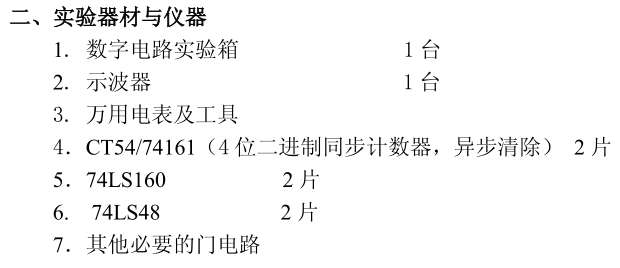 二、实验器材与仪器
1. 数字电路实验箱 1台
2. 示波器 1台
3. 万用电表及工具
4．CT54/74161（4位二进制同步计数器，异步清除） 2片
5．74LS160 2片
6. 74LS48 2片
7．其他必要的门电路